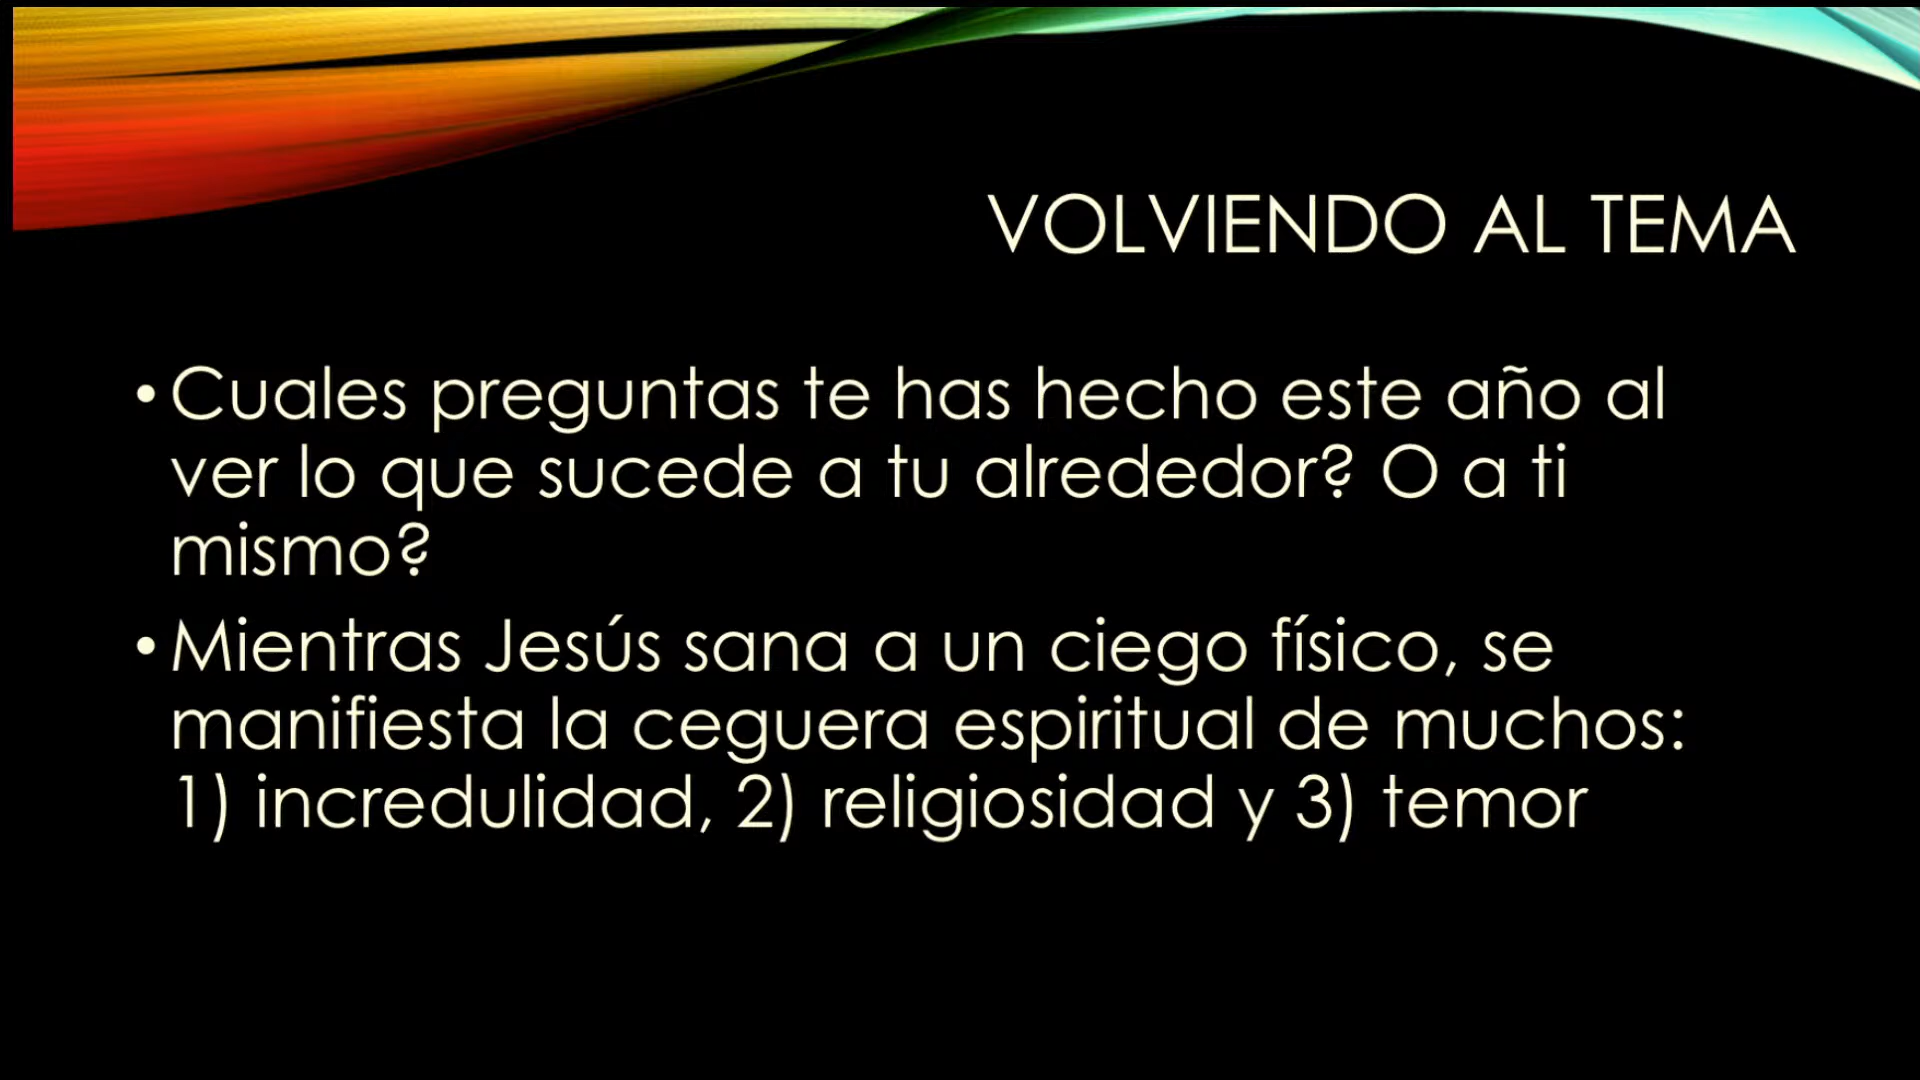 VOLVIENDO AL TEMA
• Cuales preguntas te has hecho este año al
ver lo que sucede a tu alrededor? O a ti
mismo?
• Mientras Jesús sana a un ciego físico, se
manifiesta la ceguera espiritual de muchos:
1) incredulidad, 2) religiosidad y 3) temor